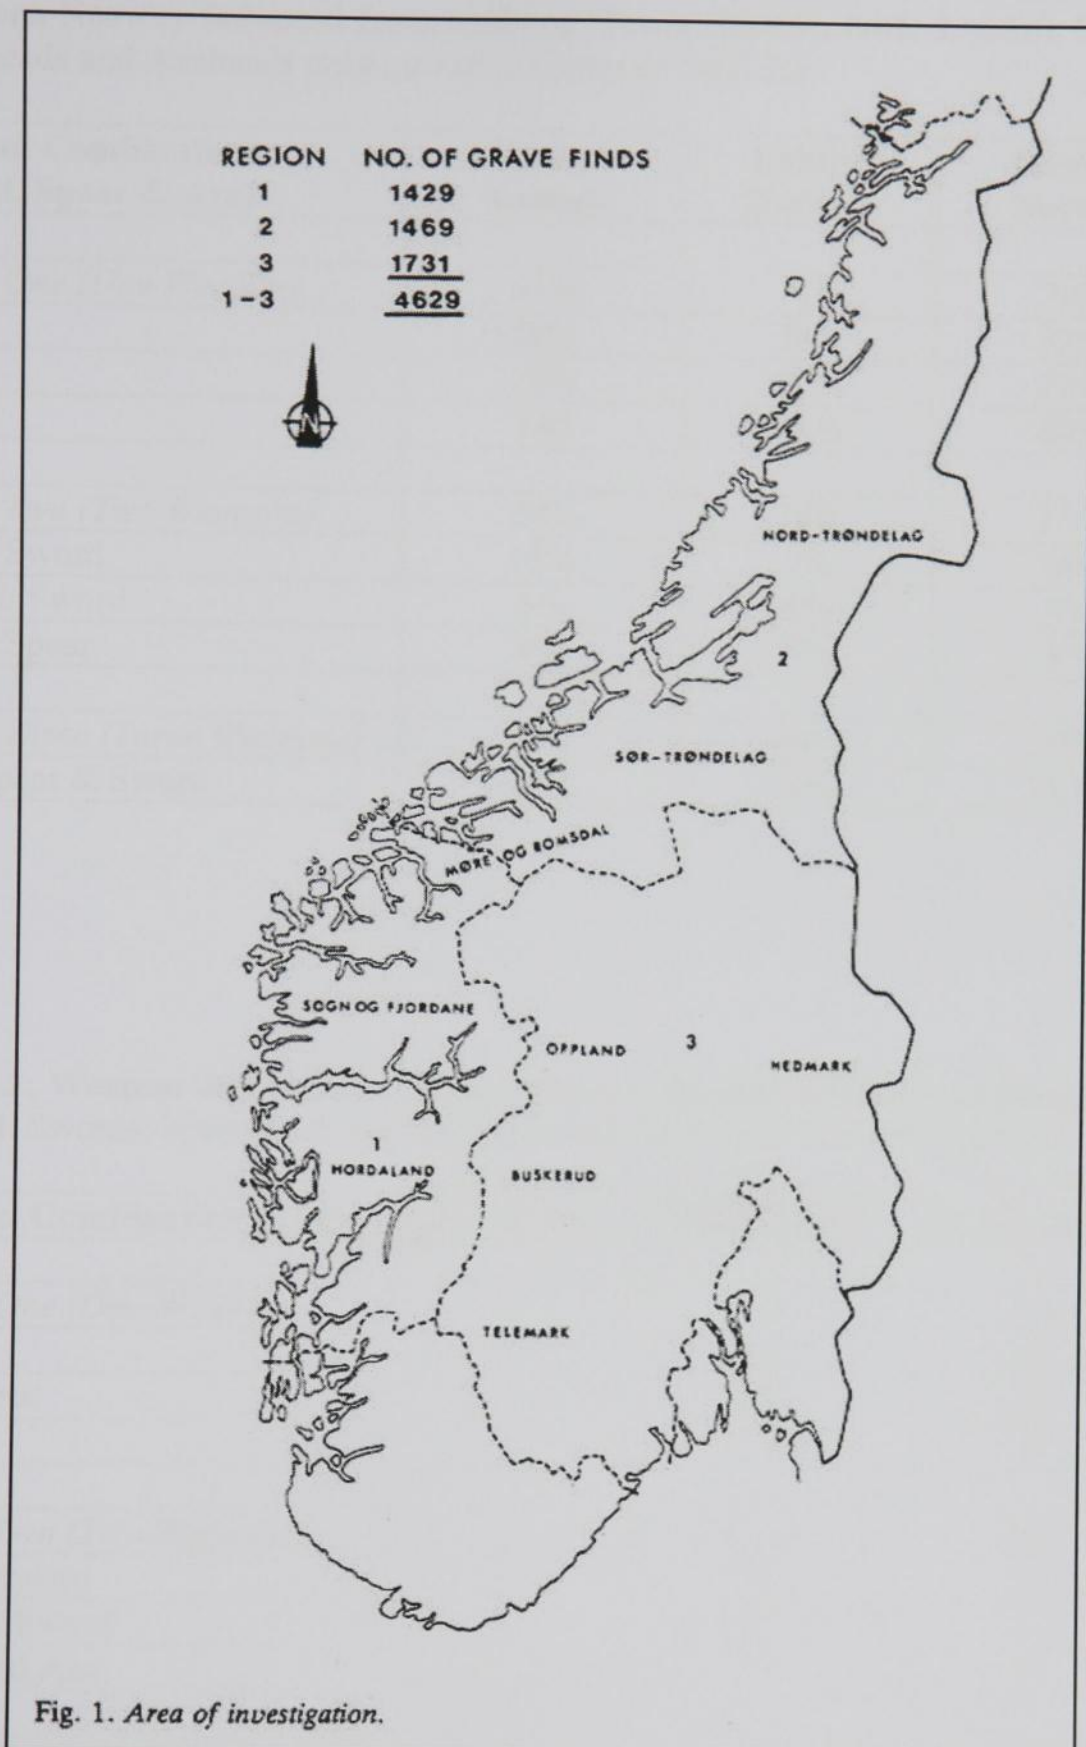 REGION NO. OF GRAVE FINDS
1 1429
2 1469
3 1731
1-3 4629
N
NORD-TRØNDELAG
2
SØR-TRØNDELAG
MØRE OG ROMSDAL
SOGN OG FJORDANE
OPPLAND
3
HEDMARK
1
HORDALAND
BUSKERUD
TELEMARK
Fig. 1. Area of investigation.